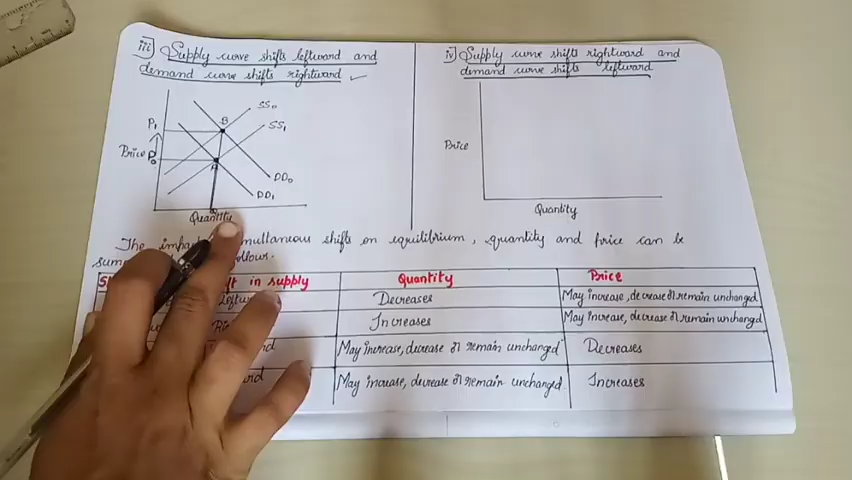 iii] Supply curve shifts leftward and
demand curve shifts rightward ✓
SS₀
SS₁
B
P₁
Price
P₀
A
DD₀
DD₁
Quantity
iv] Supply curve shifts rightward and
demand curve shifts leftward
Price
Quantity
The simultaneous shifts on equilibrium, quantity and price can be
in supply Quantity Price
Decreases May increase, decrease or remain unchanged
Increases May increase, decrease or remain unchanged
May increase, decrease or remain unchanged Decreases
May increase, decrease or remain unchanged Increases